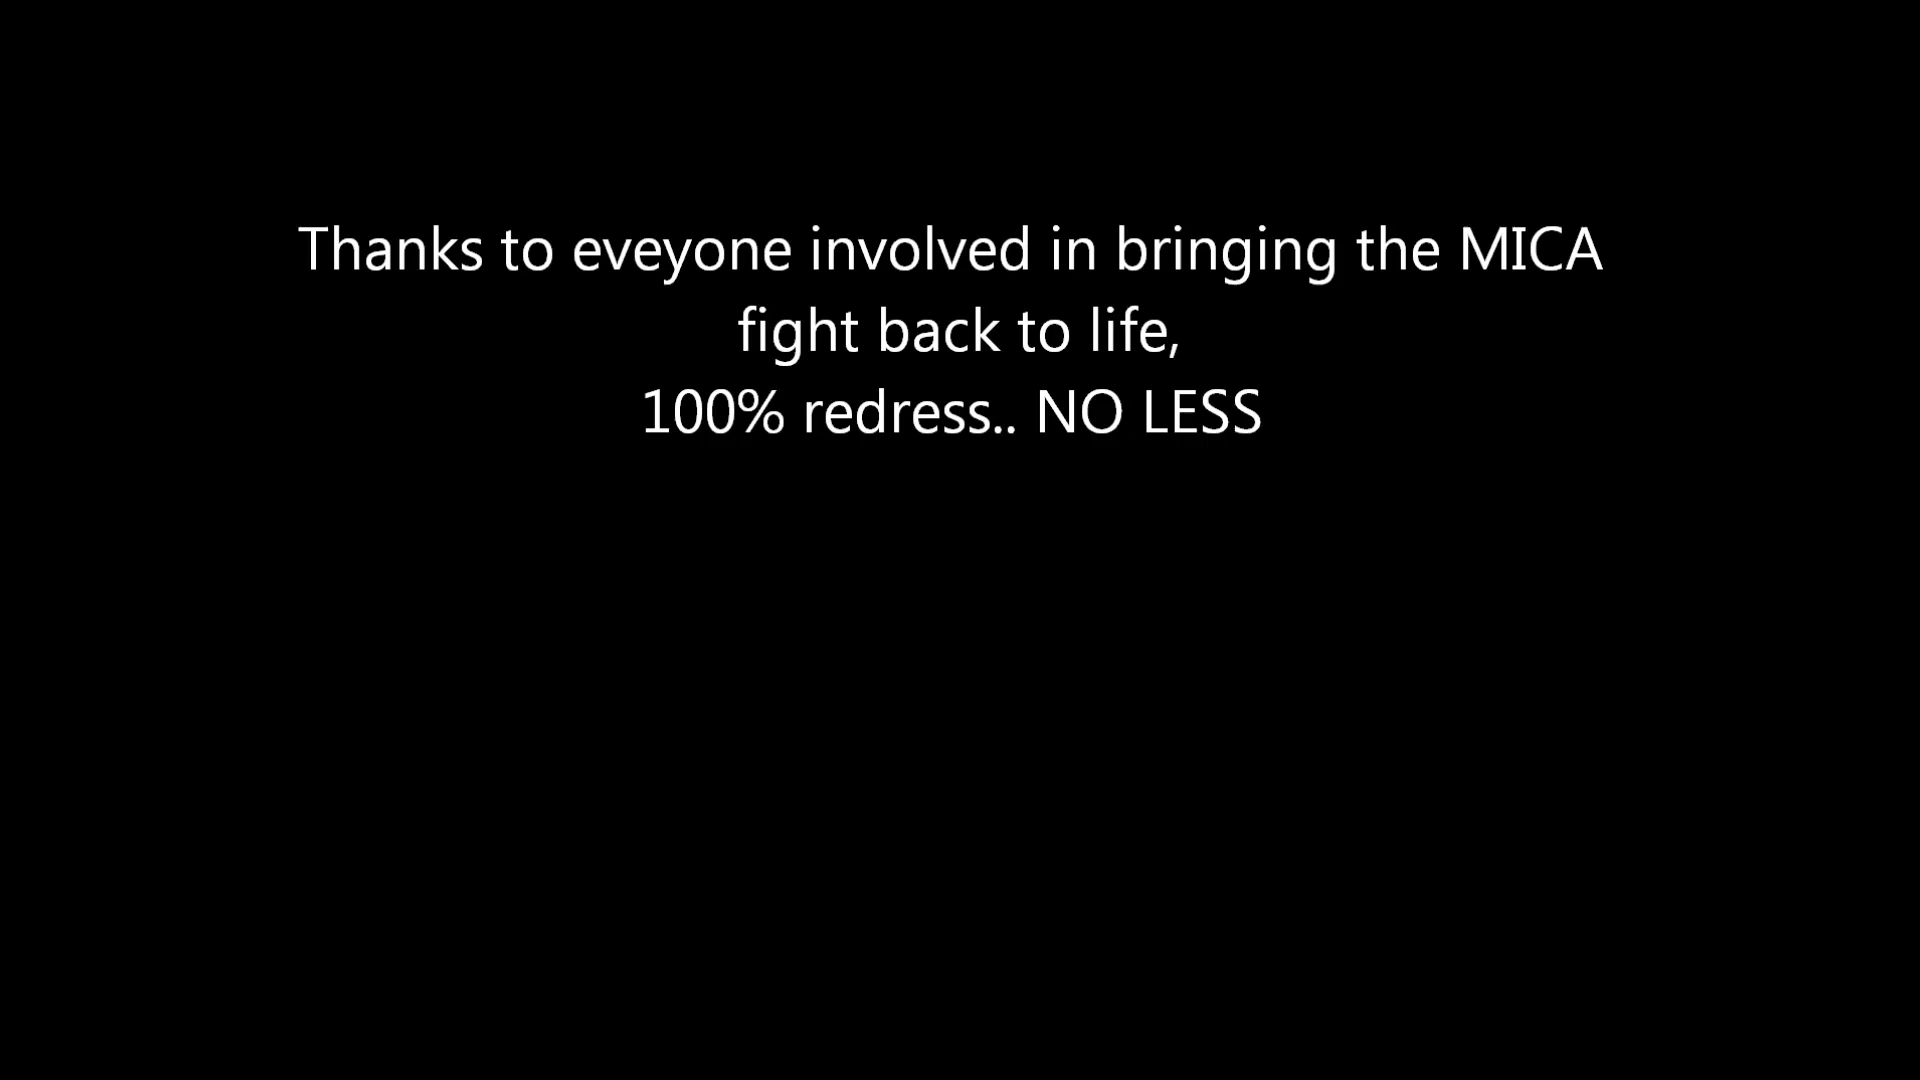 Thanks to eveyone involved in bringing the MICA
fight back to life,
100% redress.. NO LESS